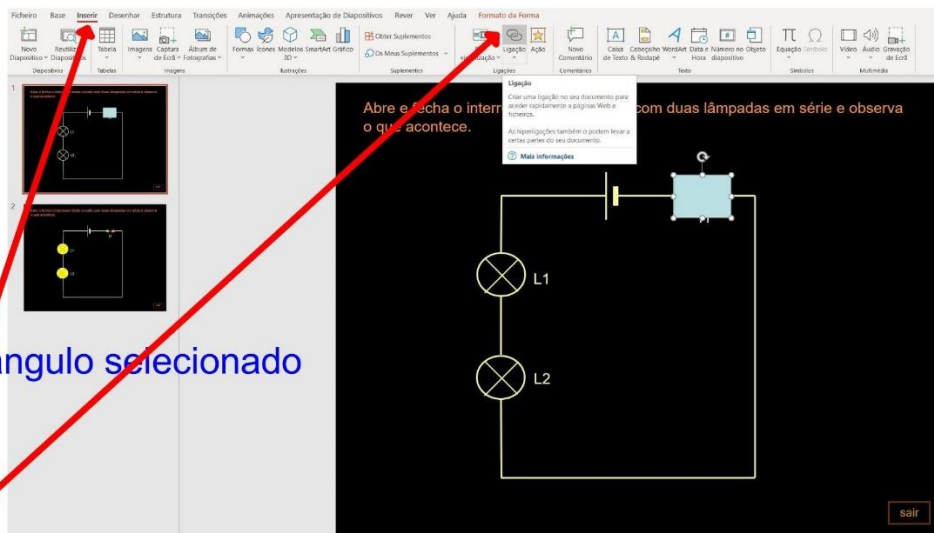 Ficheiro Base Inserir Desenhar Estrutura Transições Animações Apresentação de Diapositivos Rever Ver Ajuda Formato da Forma
Novo Diapositivo
Tabela
Imagens
Captura de Ecrã
Álbum de Fotografias
Formas Ícones Modelos 3D SmartArt Gráfico
Obter Suplementos
Os Meus Suplementos
Ligação Ação
Novo Comentário
Caixa de Texto
Cabeçalho & Rodapé
WordArt
Data e Hora
Número no diapositivo
Objeto
Equação Símbolo
Vídeo Áudio
Gravação de Ecrã
Diapositivos Tabelas Imagens Ilustrações Suplementos Ligações Comentários Texto Símbolos Multimédia
Ligação
Criar uma ligação no seu documento para
aceder rapidamente a páginas Web e
ficheiros.
As hiperligações também o podem levar a
certas partes do seu documento.
Mais informações
1
2
Abre e fecha o com duas lâmpadas em série e observa
o que acontece.
L1
L2
sair
ângulo selecionado